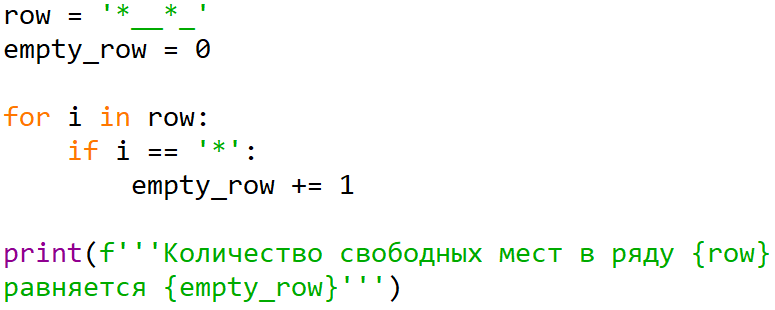 row = '*__*_'
empty_row = 0
for i in row:
    if i == '*':
        empty_row += 1
print(f'''Количество свободных мест в ряду {row}
равняется {empty_row}''')